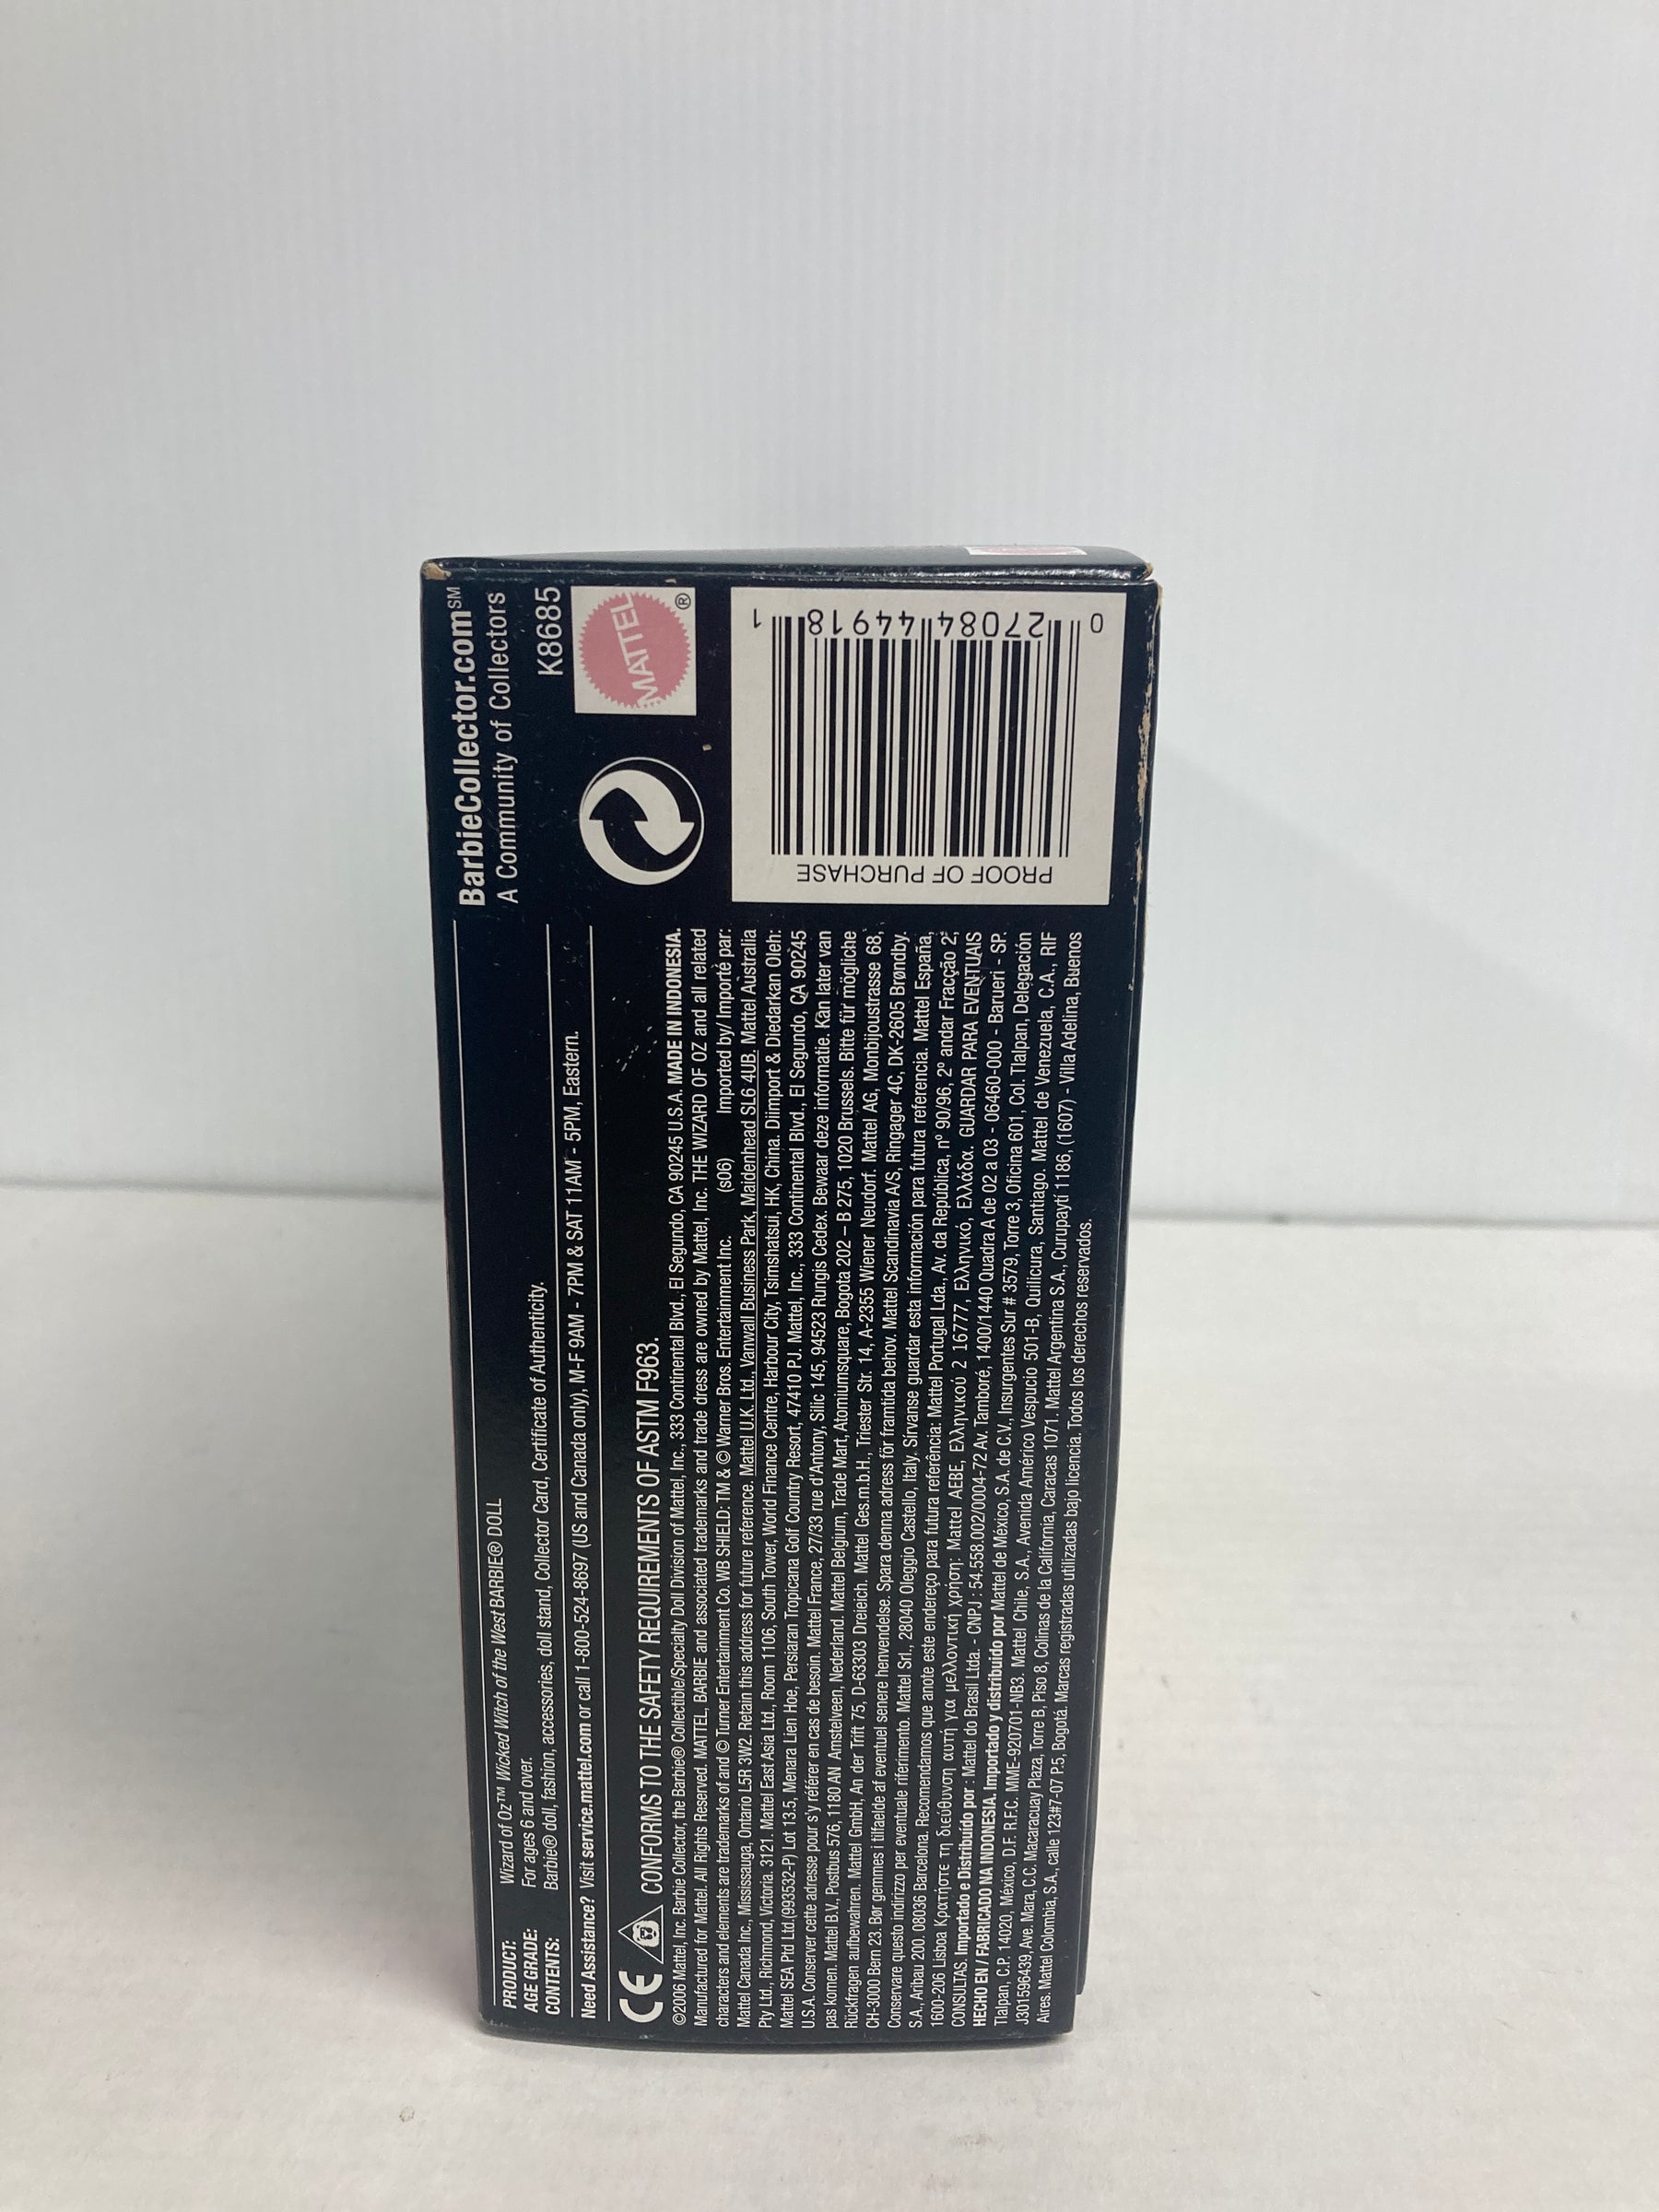 PRODUCT: Wizard of Oz™ Wicked Witch of the West BARBIE® DOLL
AGE GRADE: For ages 6 and over.
CONTENTS: Barbie® doll, fashion, accessories, doll stand, Collector Card, Certificate of Authenticity.
Need Assistance? Visit service.mattel.com or call 1-800-524-8697 (US and Canada only), M-F 9AM - 7PM & SAT 11AM - 5PM, Eastern.
CE CONFORMS TO THE SAFETY REQUIREMENTS OF ASTM F963.
©2006 Mattel, Inc. Barbie Collector, the Barbie® Collectible/Specialty Doll Division of Mattel, Inc., 333 Continental Blvd., El Segundo, CA 90245 U.S.A. MADE IN INDONESIA.
Manufactured for Mattel. All Rights Reserved. MATTEL, BARBIE and associated trademarks and trade dress are owned by Mattel, Inc. THE WIZARD OF OZ and all related
characters and elements are trademarks of and © Turner Entertainment Co. WB SHIELD: TM & © Warner Bros. Entertainment Inc. (s06) Imported by/ Importé par:
Mattel Canada Inc., Mississauga, Ontario L5R 3W2. Retain this address for future reference. Mattel U.K. Ltd., Vanwall Business Park, Maidenhead SL6 4UB. Mattel Australia
Pty Ltd., Richmond, Victoria. 3121. Mattel East Asia Ltd., Room 1106, South Tower, World Finance Centre, Harbour City, Tsimshatsui, HK, China. Diimport & Diedarkan Oleh:
Mattel SEA Ptd Ltd.(993532-P) Lot 13.5, Menara Lien Hoe, Persiaran Tropicana Golf Country Resort, 47410 PJ. Mattel, Inc., 333 Continental Blvd., El Segundo, CA 90245
U.S.A. Conserver cette adresse pour s'y référer en cas de besoin. Mattel France, 27/33 rue d'Antony, Silic 145, 94523 Rungis Cedex. Bewaar deze informatie. Kan later van
pas komen. Mattel B.V., Postbus 576, 1180 AN Amstelveen, Nederland. Mattel Belgium, Trade Mart, Atomiumsquare, Bogota 202 – B 275, 1020 Brussels. Bitte für mögliche
Rückfragen aufbewahren. Mattel GmbH, An der Trift 75, D-63303 Dreieich. Mattel Ges.m.b.H., Triester Str. 14, A-2355 Wiener Neudorf. Mattel AG, Monbijoustrasse 68,
CH-3000 Bern 23. Bør gemmes i tilfælde af eventuel senere henvendelse. Spara denna adress för framtida behov. Mattel Scandinavia A/S, Ringager 4C, DK-2605 Brøndby.
Conservare questo indirizzo per eventuale riferimento. Mattel Srl., 28040 Oleggio Castello, Italy. Sírvanse guardar esta información para futura referencia. Mattel España,
S.A., Aribau 200. 08036 Barcelona. Recomendamos que anote este endereço para futura referência: Mattel Portugal Lda., Av. da República, nº 90/96, 2º andar Fracção 2,
1600-206 Lisboa Κρατήστε τη διεύθυνση αυτή για μελλοντική χρήση: Mattel AEBE, Ελληνικού 2 16777, Ελληνικό, Ελλάδα. GUARDAR PARA EVENTUAIS
CONSULTAS. Importado e Distribuído por : Mattel do Brasil Ltda. - CNPJ : 54.558.002/0004-72 Av. Tamboré, 1400/1440 Quadra A de 02 a 03 - 06460-000 - Barueri - SP.
HECHO EN / FABRICADO NA INDONESIA. Importado y distribuido por Mattel de México, S.A. de C.V., Insurgentes Sur # 3579, Torre 3, Oficina 601, Col. Tlalpan, Delegación
Tlalpan, C.P. 14020, México, D.F. R.F.C. MME-920701-NB3. Mattel Chile, S.A., Avenida Américo Vespucio 501-B, Quilicura, Santiago. Mattel de Venezuela, C.A., RIF
J301596439, Ave. Mara, C.C. Macaracuay Plaza, Torre B, Piso 8, Colinas de la California, Caracas 1071. Mattel Argentina S.A., Curupaytí 1186, (1607) - Villa Adelina, Buenos
Aires. Mattel Colombia, S.A., calle 123#7-07 P.5, Bogotá. Marcas registradas utilizadas bajo licencia. Todos los derechos reservados.
BarbieCollector.com℠
A Community of Collectors
K8685
MATTEL
®
PROOF OF PURCHASE
0 27084 44918 1